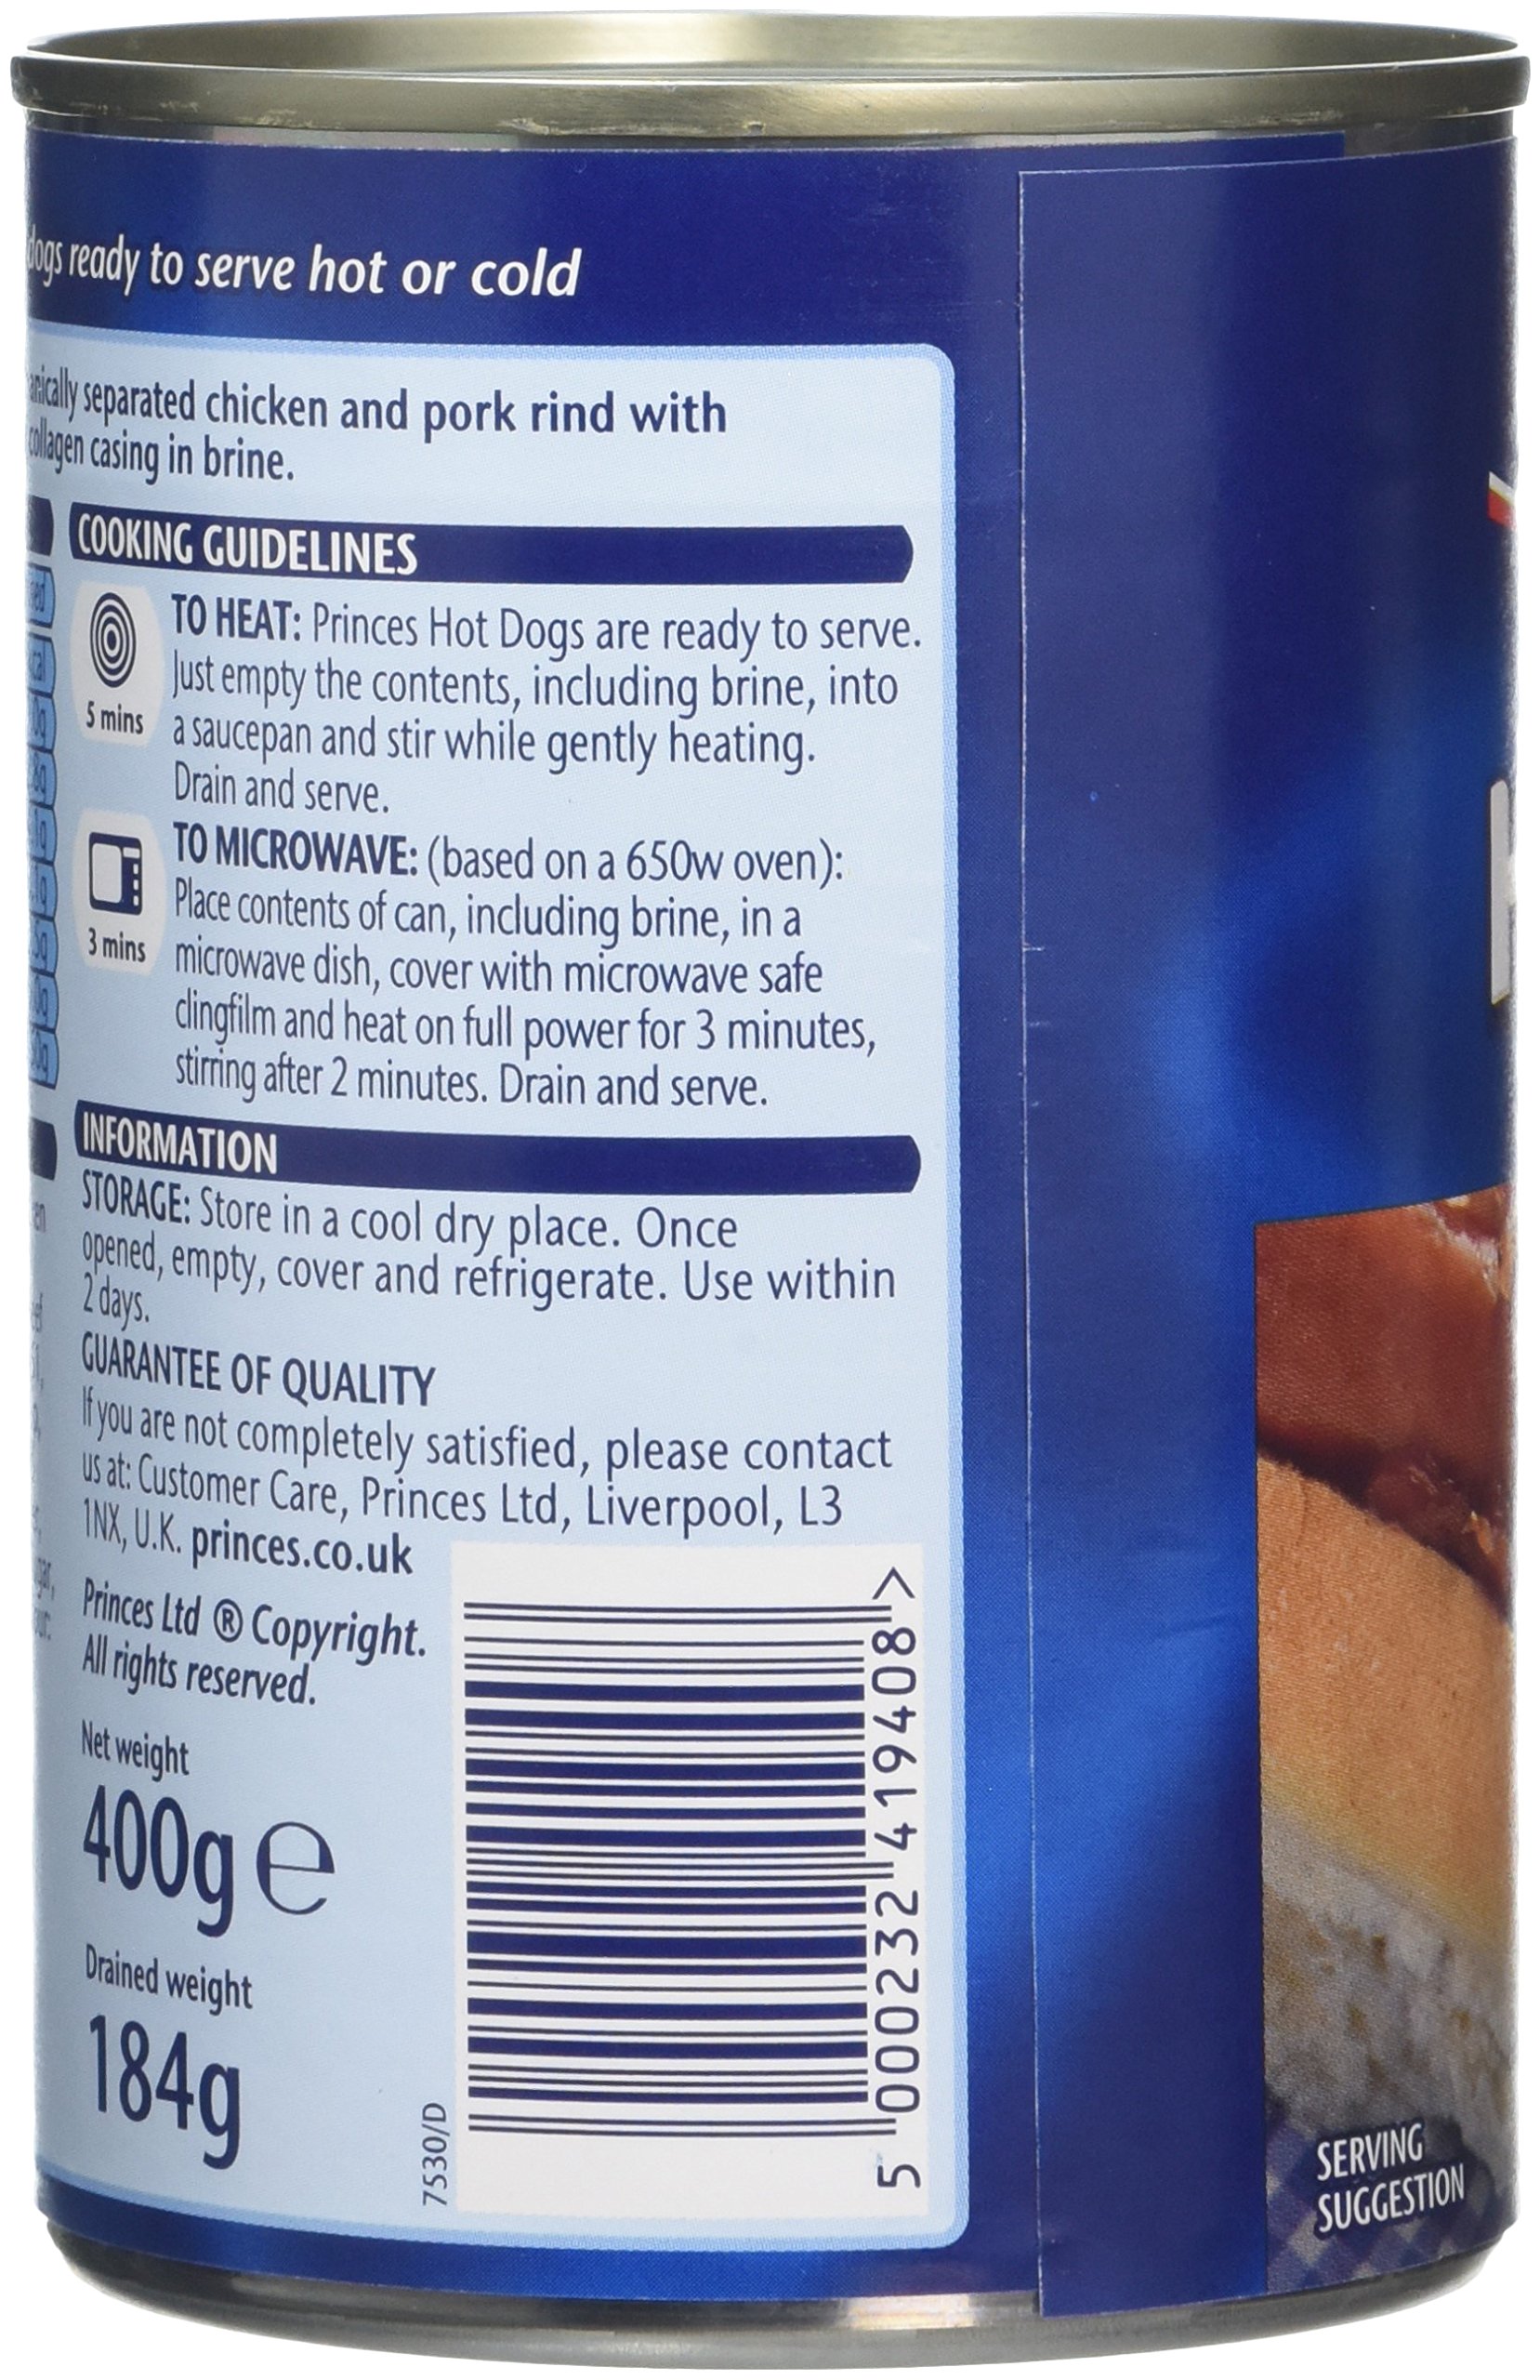 dogs ready to serve hot or cold
separated chicken and pork rind with
collagen casing in brine.
COOKING GUIDELINES
5 mins
TO HEAT: Princes Hot Dogs are ready to serve.
Just empty the contents, including brine, into
a saucepan and stir while gently heating.
Drain and serve.
3 mins
TO MICROWAVE: (based on a 650w oven):
Place contents of can, including brine, in a
microwave dish, cover with microwave safe
clingfilm and heat on full power for 3 minutes,
stirring after 2 minutes. Drain and serve.
INFORMATION
STORAGE: Store in a cool dry place. Once
opened, empty, cover and refrigerate. Use within
2 days.
GUARANTEE OF QUALITY
If you are not completely satisfied, please contact
us at: Customer Care, Princes Ltd, Liverpool, L3
1NX, U.K. princes.co.uk
Princes Ltd ® Copyright.
All rights reserved.
Net weight
400g e
Drained weight
184g
7530/D
5 000232 419408 >
SERVING
SUGGESTION